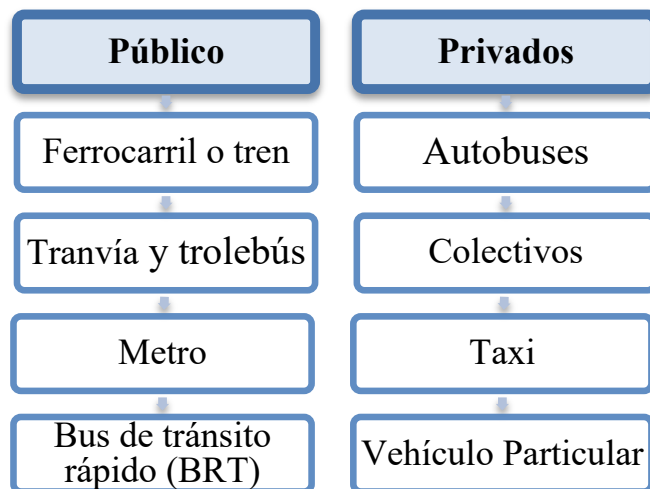 Público
Ferrocarril o tren
Tranvía y trolebús
Metro
Bus de tránsito
rápido (BRT)
Privados
Autobuses
Colectivos
Taxi
Vehículo Particular